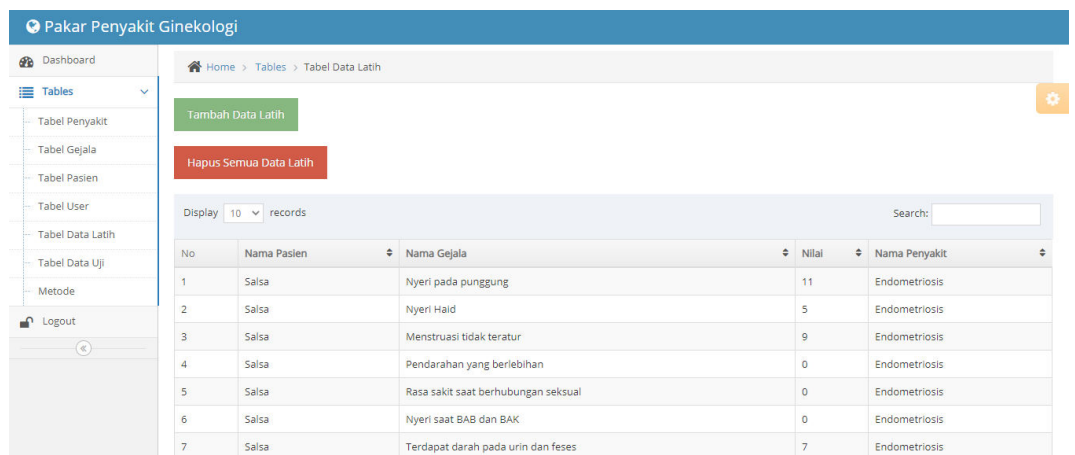 Pakar Penyakit Ginekologi
Dashboard
Tables
Tabel Penyakit
Tabel Gejala
Tabel Pasien
Tabel User
Tabel Data Latih
Tabel Data Uji
Metode
Logout
Home > Tables > Tabel Data Latih
Tambah Data Latih
Hapus Semua Data Latih
Display 10 records Search:
No Nama Pasien Nama Gejala Nilai Nama Penyakit
1 Salsa Nyeri pada punggung 11 Endometriosis
2 Salsa Nyeri Haid 5 Endometriosis
3 Salsa Menstruasi tidak teratur 9 Endometriosis
4 Salsa Pendarahan yang berlebihan 0 Endometriosis
5 Salsa Rasa sakit saat berhubungan seksual 0 Endometriosis
6 Salsa Nyeri saat BAB dan BAK 0 Endometriosis
7 Salsa Terdapat darah pada urin dan feses 7 Endometriosis